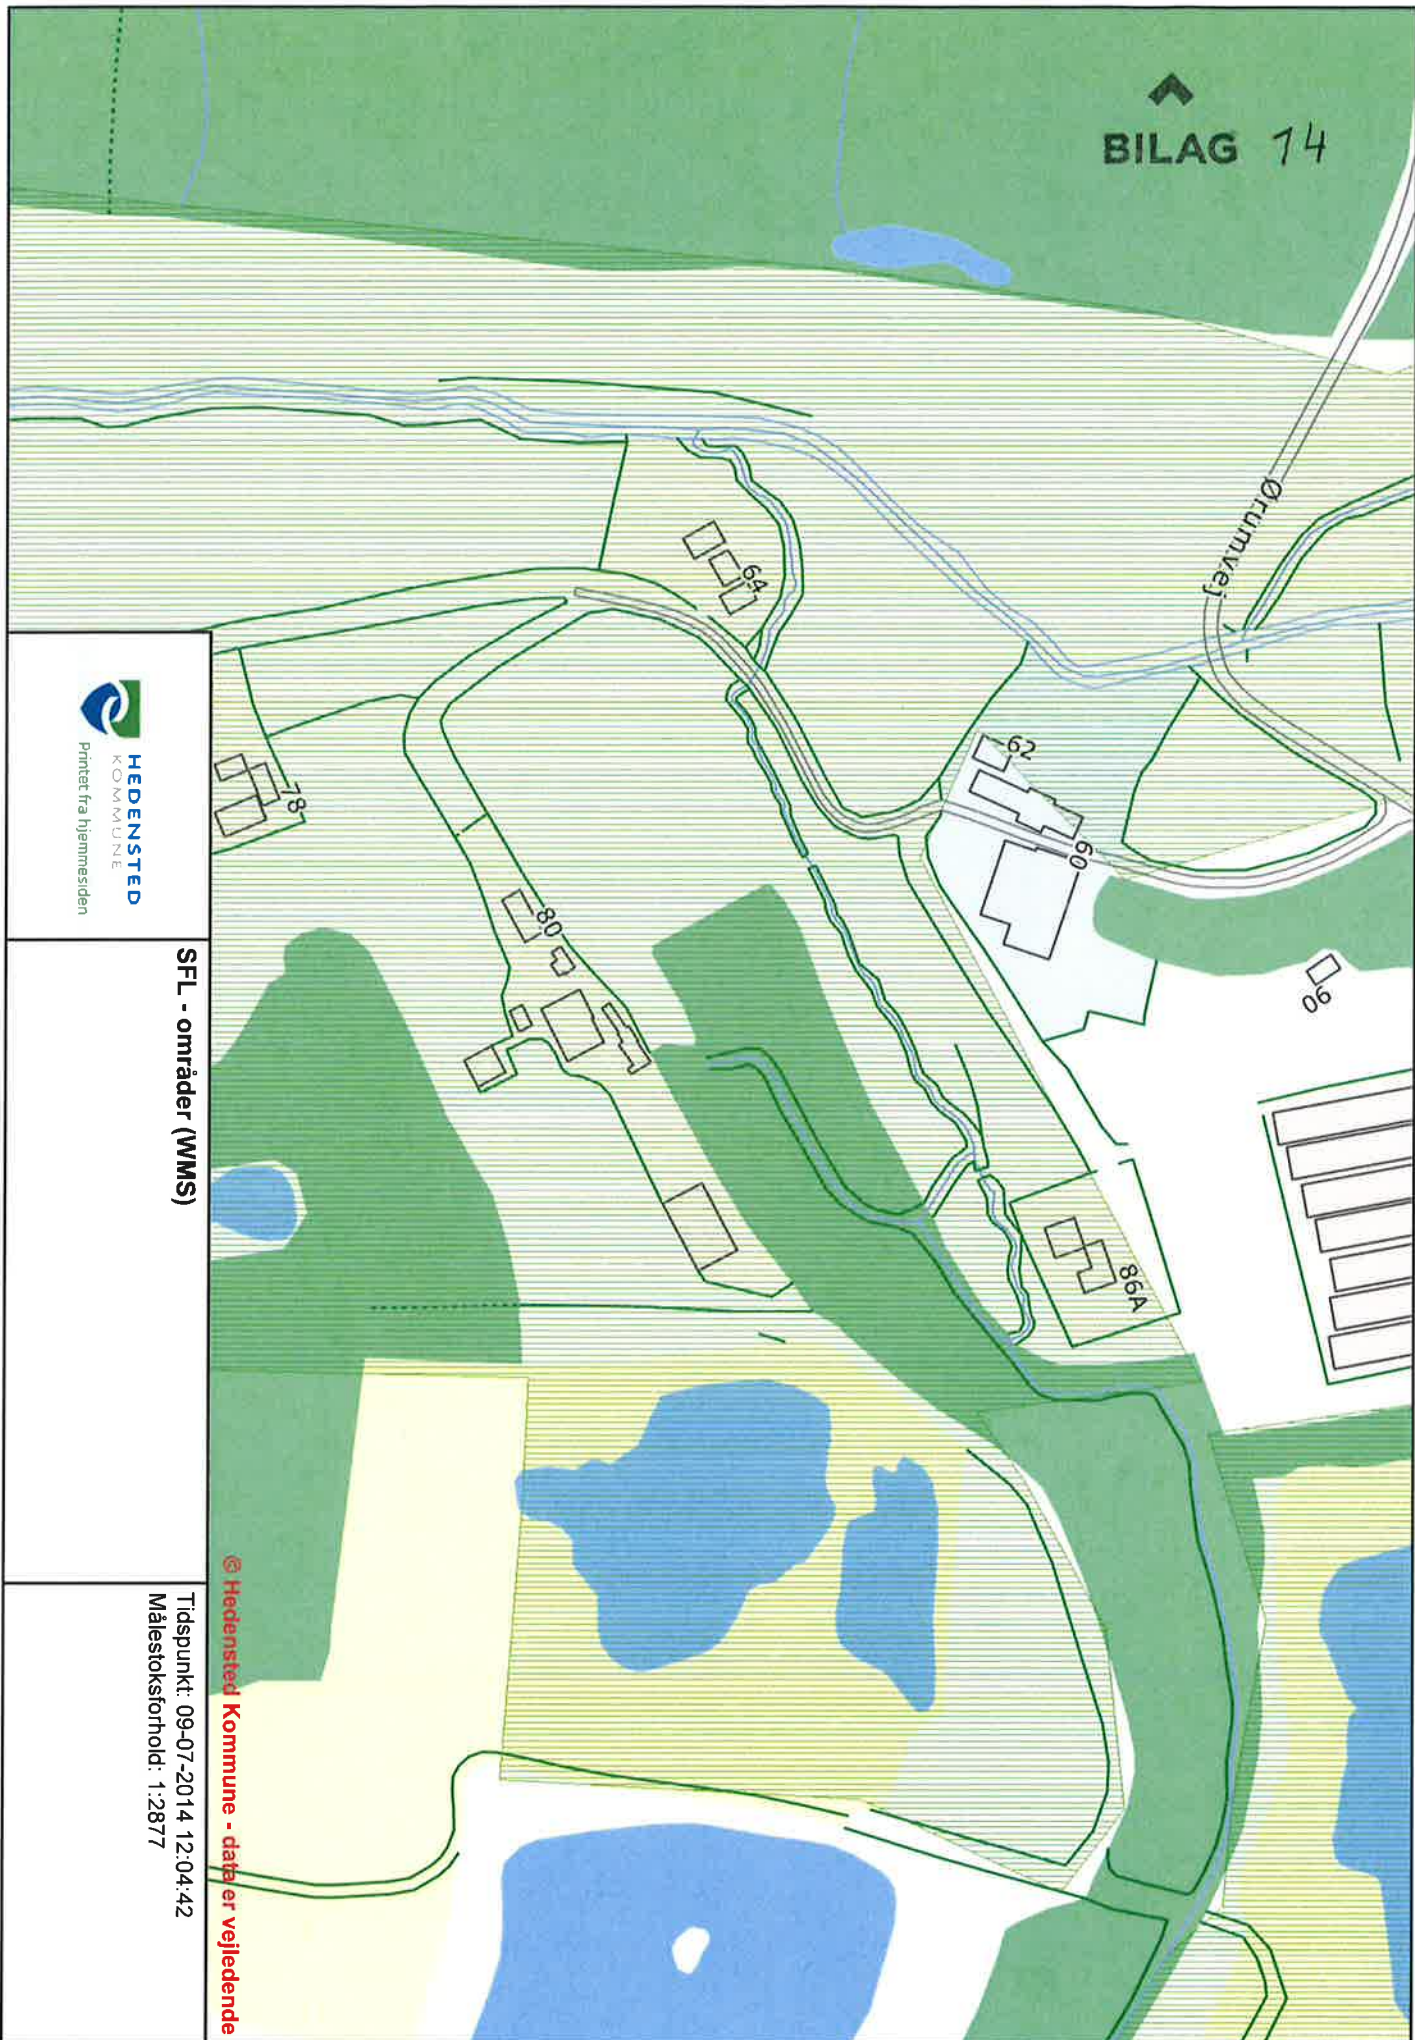 BILAG 14
Ørumvej
64
62
60
90
78
80
86A
HEDENSTED
KOMMUNE
Printet fra hjemmesiden
SFL - områder (WMS)
© Hedensted Kommune - data er vejledende
Tidspunkt: 09-07-2014 12:04:42
Målestoksforhold: 1:2877